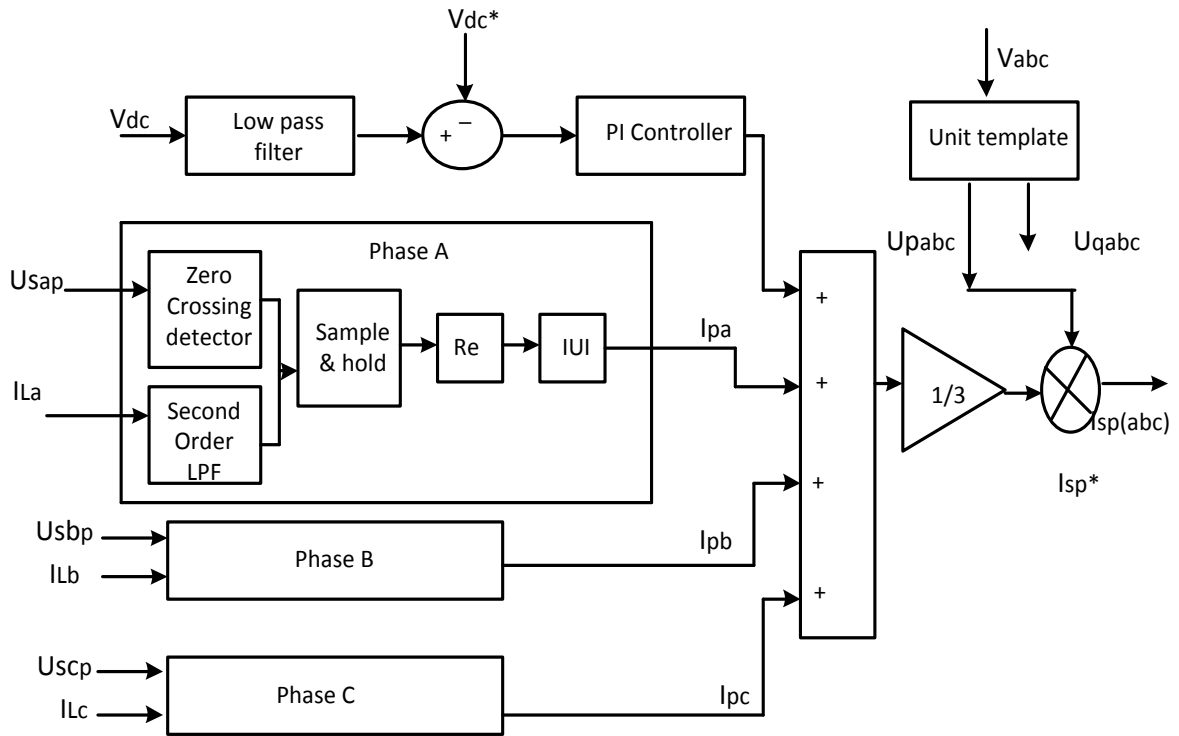 Vdc*
Vabc
Vdc
Low pass
filter
+
−
PI Controller
Unit template
Upabc
Uqabc
Phase A
Usap
Zero
Crossing
detector
Sample
& hold
Re
IUI
Ipa
ILa
Second
Order
LPF
+
+
+
+
1/3
Isp(abc)
Isp*
Usbp
ILb
Phase B
Ipb
Uscp
ILc
Phase C
Ipc